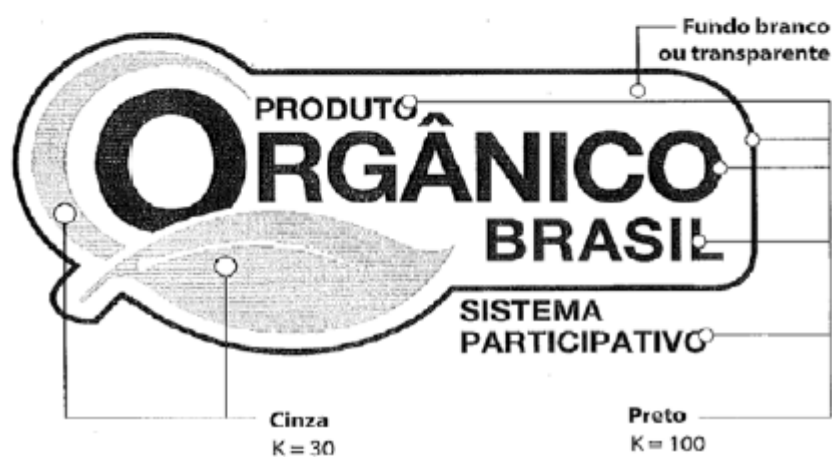 Fundo branco
ou transparente
PRODUTO
ORGÂNICO
BRASIL
SISTEMA
PARTICIPATIVO
Cinza
K = 30
Preto
K = 100